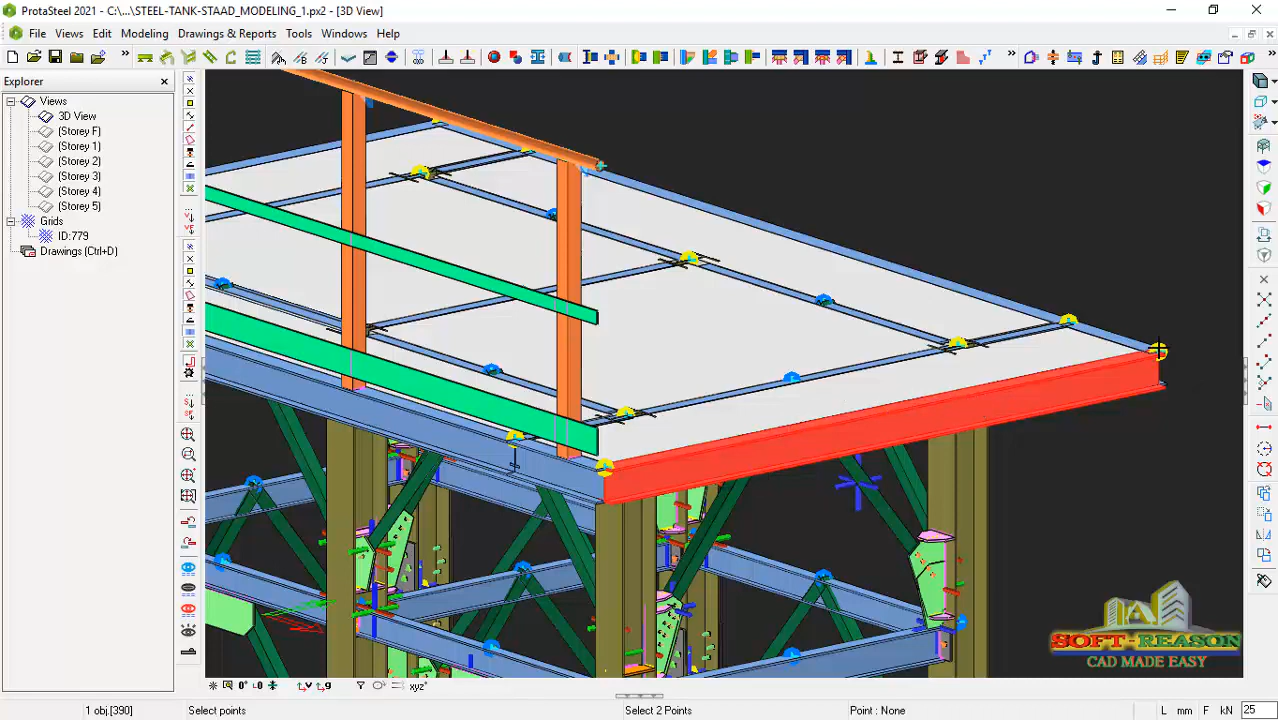 ProtaSteel 2021 - C:\...\STEEL-TANK-STAAD_MODELING_1.px2 - [3D View]
File Views Edit Modeling Drawings & Reports Tools Windows Help
Explorer
Views
3D View
(Storey F)
(Storey 1)
(Storey 2)
(Storey 3)
(Storey 4)
(Storey 5)
Grids
ID:779
Drawings (Ctrl+D)
SOFT-REASON
CAD MADE EASY
1 obj.[390] Select points Select 2 Points Point : None L mm F kN 25